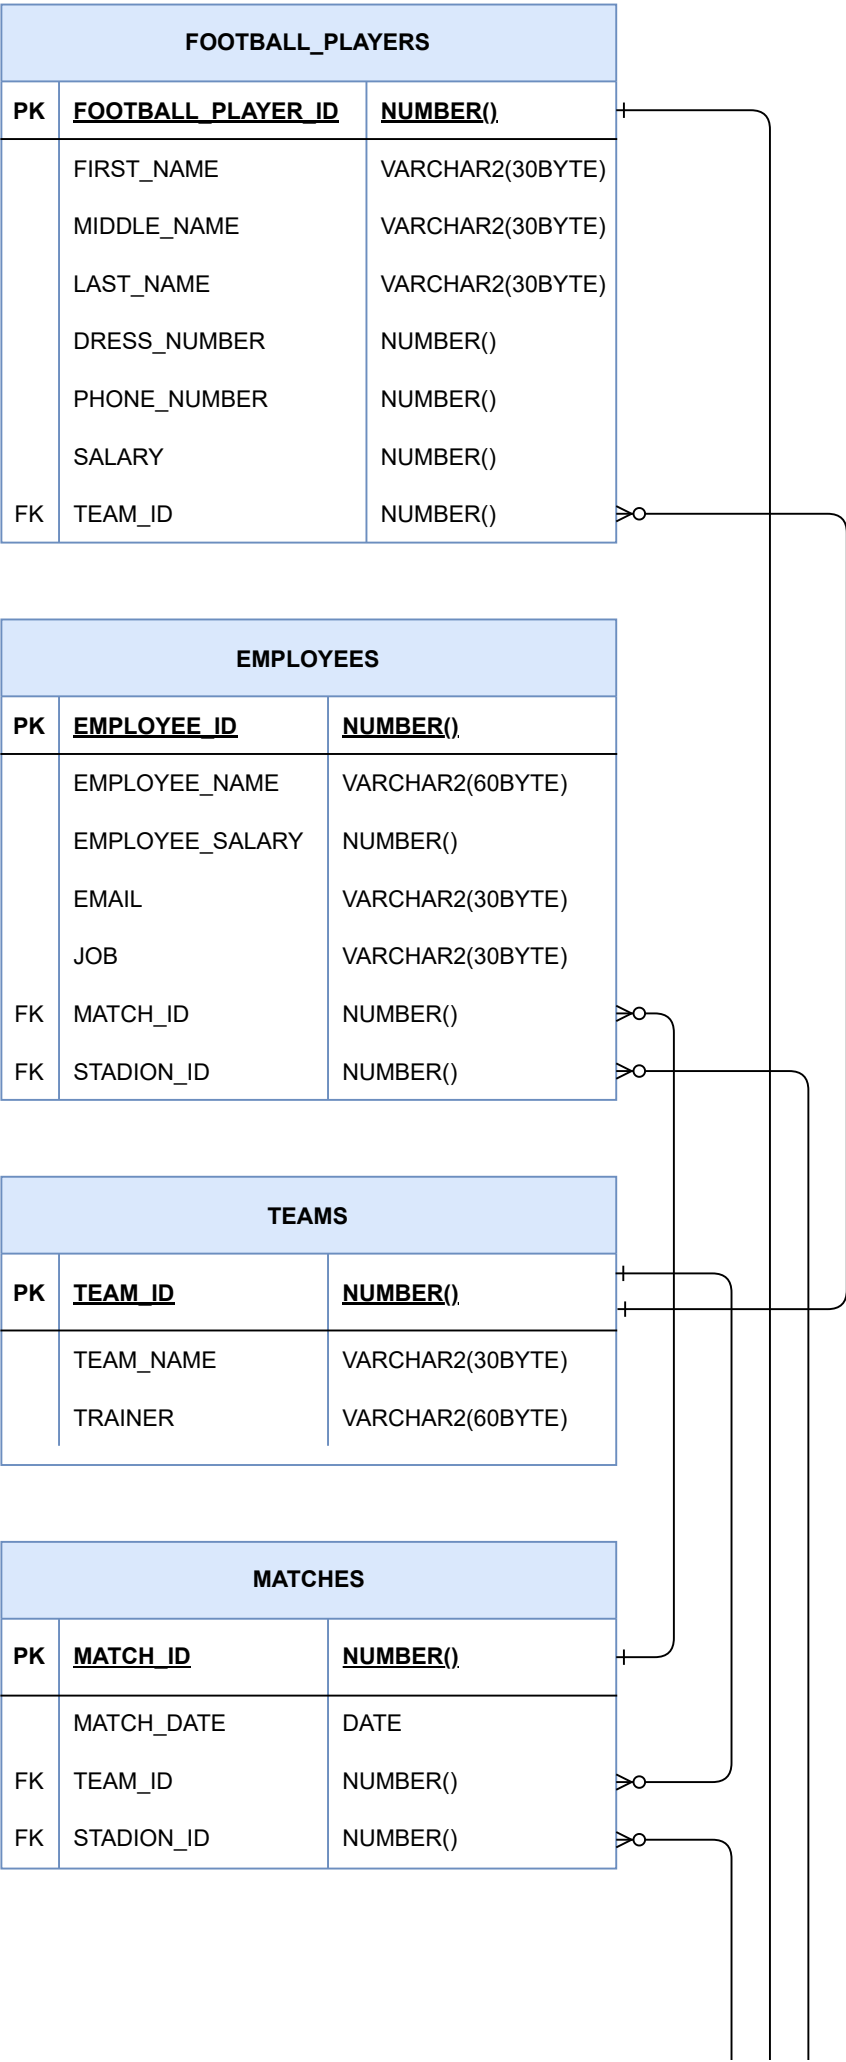 FOOTBALL_PLAYERS
PK FOOTBALL_PLAYER_ID NUMBER()
FIRST_NAME VARCHAR2(30BYTE)
MIDDLE_NAME VARCHAR2(30BYTE)
LAST_NAME VARCHAR2(30BYTE)
DRESS_NUMBER NUMBER()
PHONE_NUMBER NUMBER()
SALARY NUMBER()
FK TEAM_ID NUMBER()
EMPLOYEES
PK EMPLOYEE_ID NUMBER()
EMPLOYEE_NAME VARCHAR2(60BYTE)
EMPLOYEE_SALARY NUMBER()
EMAIL VARCHAR2(30BYTE)
JOB VARCHAR2(30BYTE)
FK MATCH_ID NUMBER()
FK STADION_ID NUMBER()
TEAMS
PK TEAM_ID NUMBER()
TEAM_NAME VARCHAR2(30BYTE)
TRAINER VARCHAR2(60BYTE)
MATCHES
PK MATCH_ID NUMBER()
MATCH_DATE DATE
FK TEAM_ID NUMBER()
FK STADION_ID NUMBER()